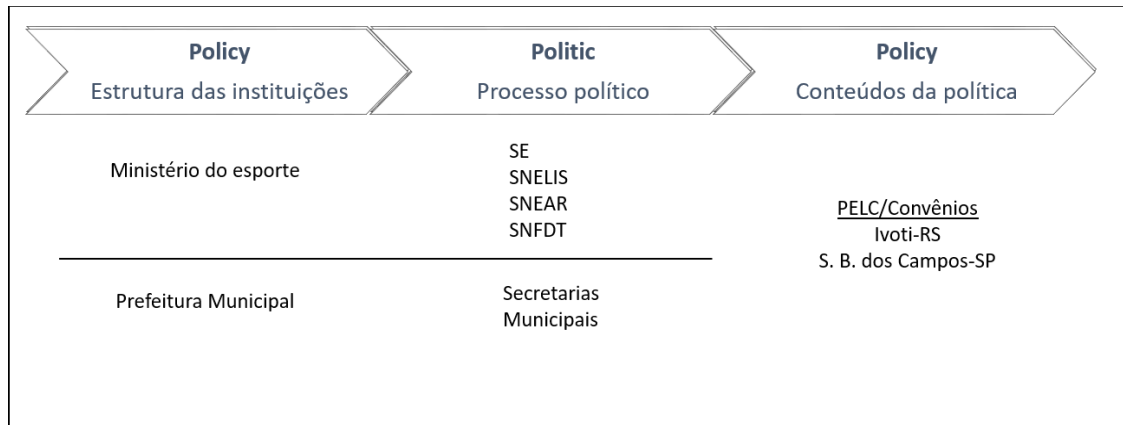 Policy
Estrutura das instituições
Politic
Processo político
Policy
Conteúdos da política
Ministério do esporte
SE
SNELIS
SNEAR
SNFDT
PELC/Convênios
Ivoti-RS
S. B. dos Campos-SP
Prefeitura Municipal
Secretarias
Municipais